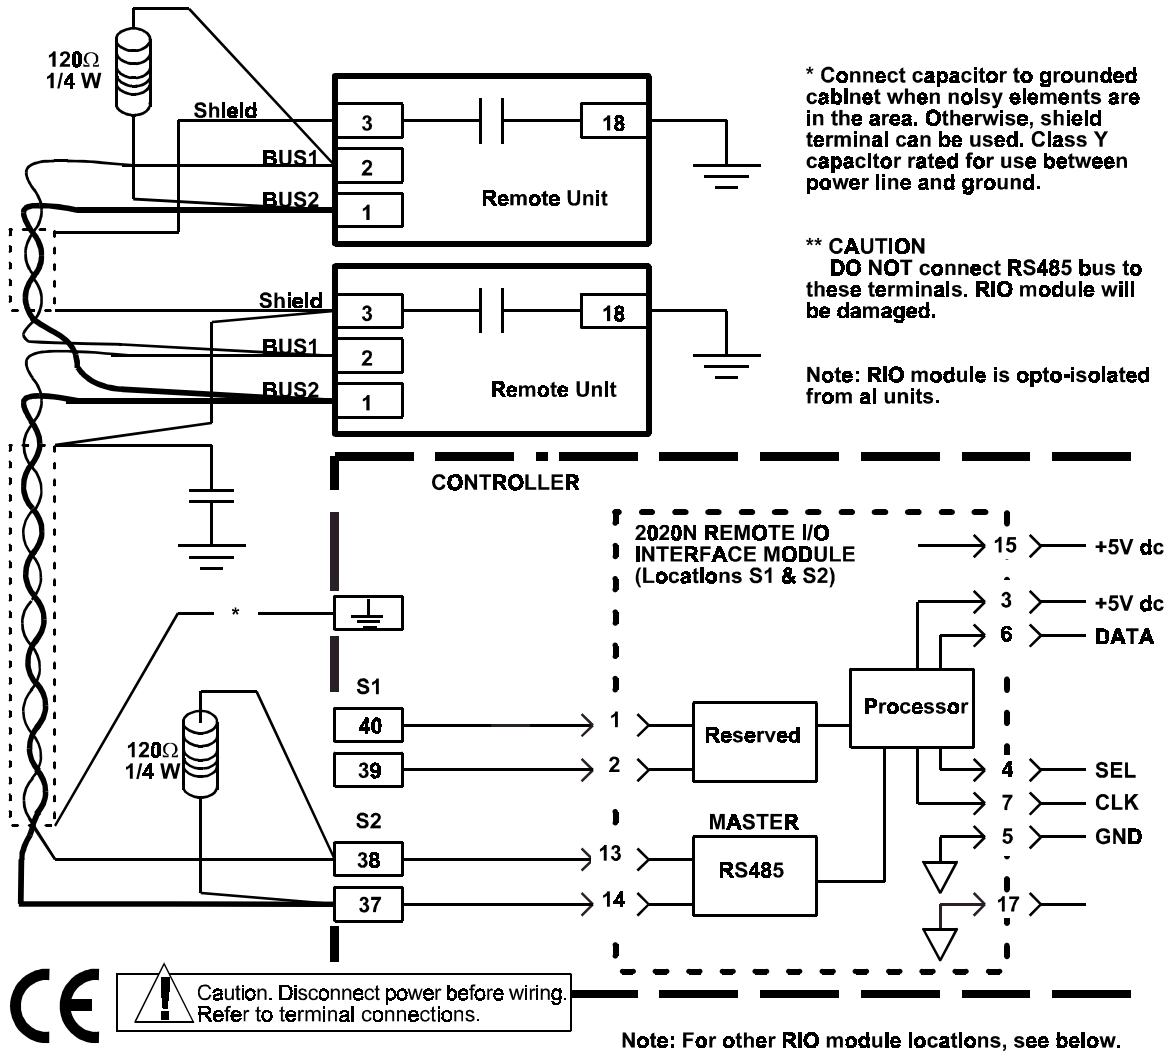 120Ω
1/4 W
Shield
BUS1
BUS2
3
2
1
18
Remote Unit
* Connect capacitor to grounded
cabinet when noisy elements are
in the area. Otherwise, shield
terminal can be used. Class Y
capacitor rated for use between
power line and ground.
** CAUTION
DO NOT connect RS485 bus to
these terminals. RIO module will
be damaged.
Note: RIO module is opto-isolated
from al units.
Shield
BUS1
BUS2
3
2
1
18
Remote Unit
CONTROLLER
2020N REMOTE I/O
INTERFACE MODULE
(Locations S1 & S2)
15
+5V dc
3
+5V dc
6
DATA
*
S1
40
39
1
2
Reserved
Processor
4
SEL
7
CLK
5
GND
17
120Ω
1/4 W
S2
38
37
13
14
MASTER
RS485
CE
! Caution. Disconnect power before wiring.
Refer to terminal connections.
Note: For other RIO module locations, see below.